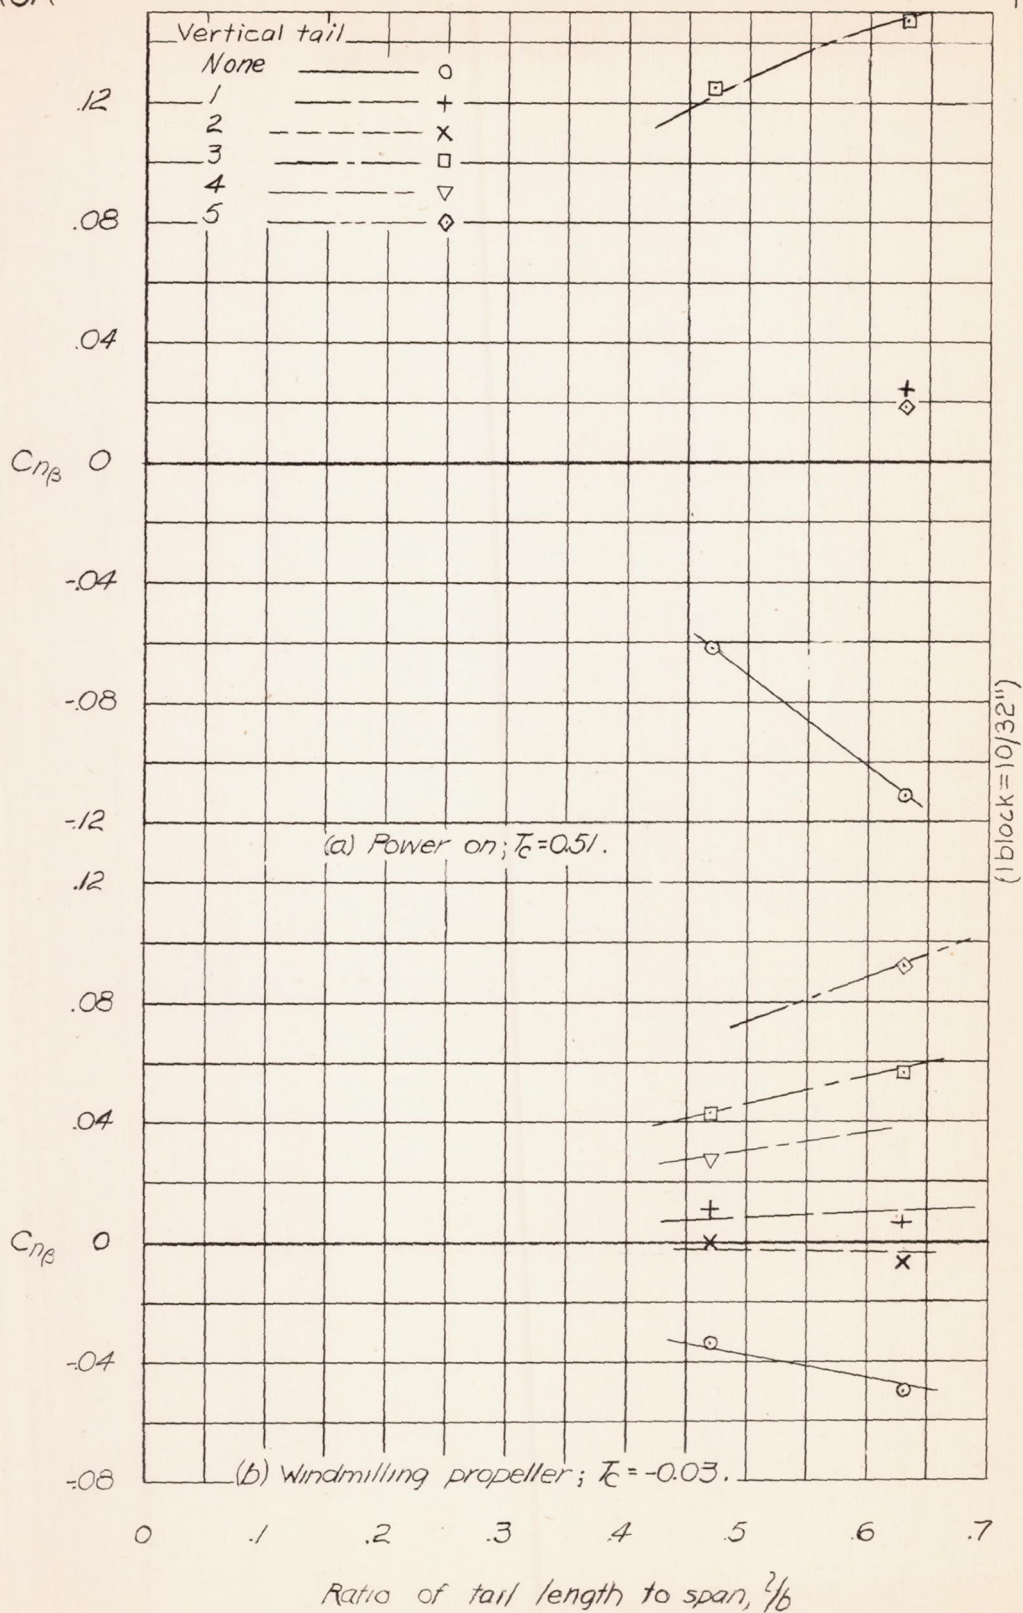 Vertical tail
None
1
2
3
4
5
.12
.08
.04
Cnβ 0
-.04
-.08
-.12
(a) Power on; Tc=0.51.
.12
.08
.04
Cnβ 0
-.04
-.08
(b) Windmilling propeller; Tc=-0.03.
0 .1 .2 .3 .4 .5 .6 .7
Ratio of tail length to span, l/b
(1 block=10/32")